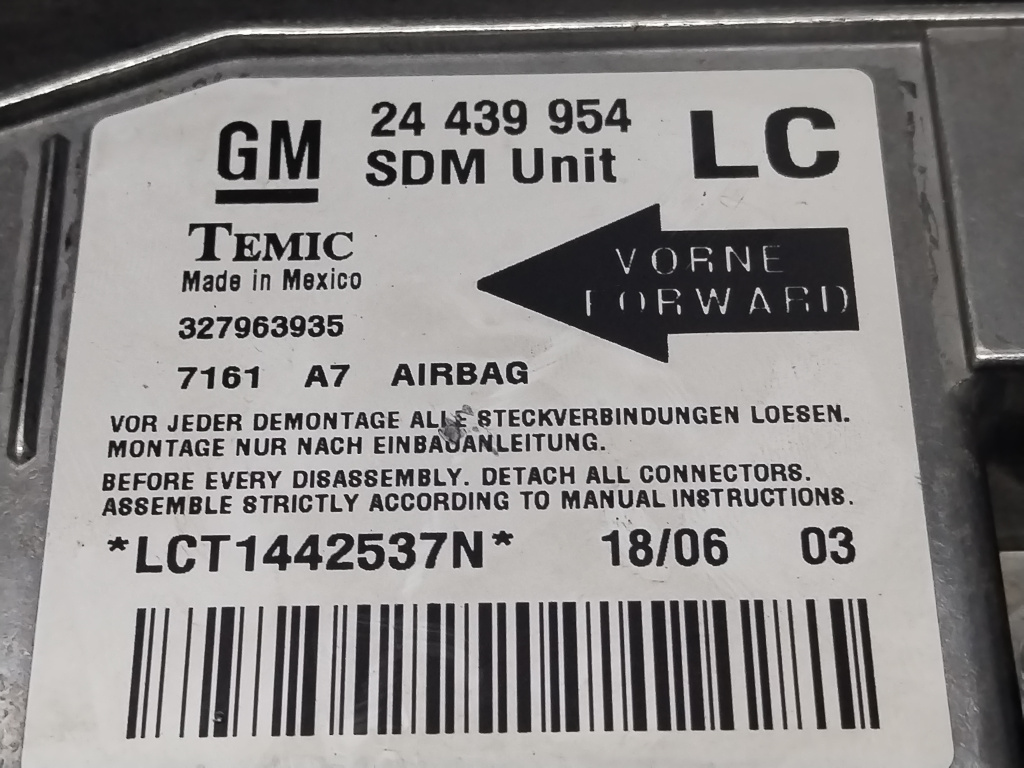 GM 24 439 954 LC
SDM Unit
TEMIC
Made in Mexico
VORNE
FORWARD
327963935
7161 A7 AIRBAG
VOR JEDER DEMONTAGE ALLE STECKVERBINDUNGEN LOESEN.
MONTAGE NUR NACH EINBAUANLEITUNG.
BEFORE EVERY DISASSEMBLY. DETACH ALL CONNECTORS.
ASSEMBLE STRICTLY ACCORDING TO MANUAL INSTRUCTIONS.
*LCT1442537N* 18/06 03